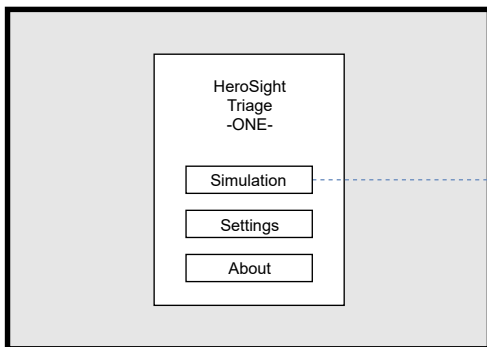 HeroSight
Triage
-ONE-
Simulation
Settings
About